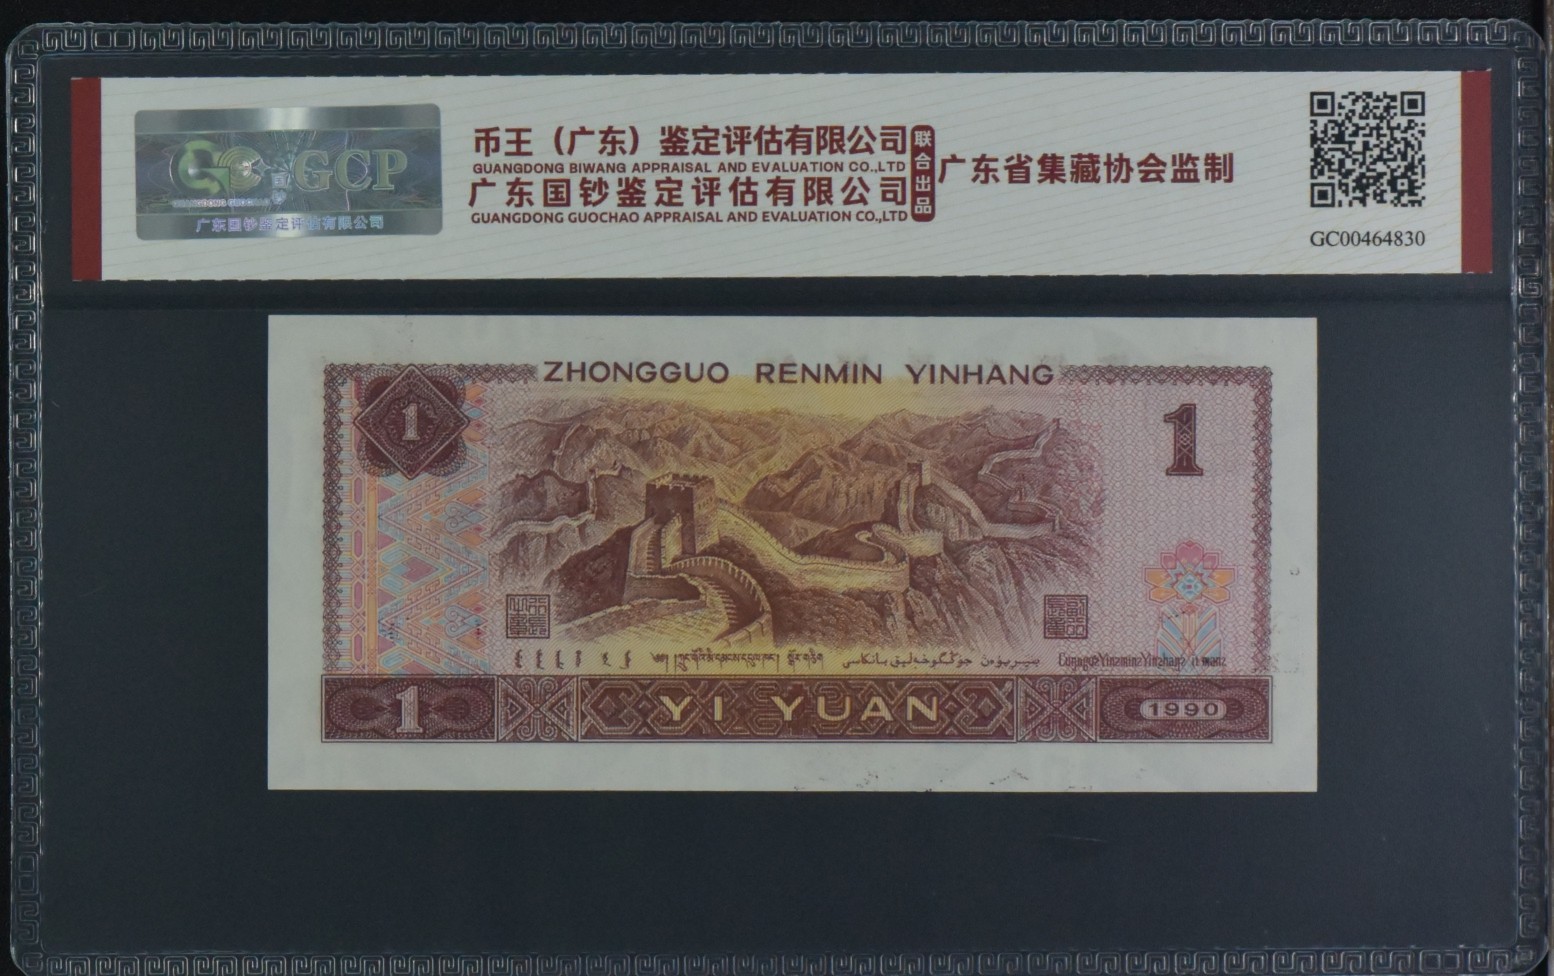 GCP
GUANGDONG GUOCHAO
广东国钞鉴定评估有限公司
币王（广东）鉴定评估有限公司
GUANGDONG BIWANG APPRAISAL AND EVALUATION CO.,LTD
广东国钞鉴定评估有限公司
GUANGDONG GUOCHAO APPRAISAL AND EVALUATION CO,.LTD
联合出品
广东省集藏协会监制
GC00464830
ZHONGGUO RENMIN YINHANG
1
1
1
YI YUAN
1990